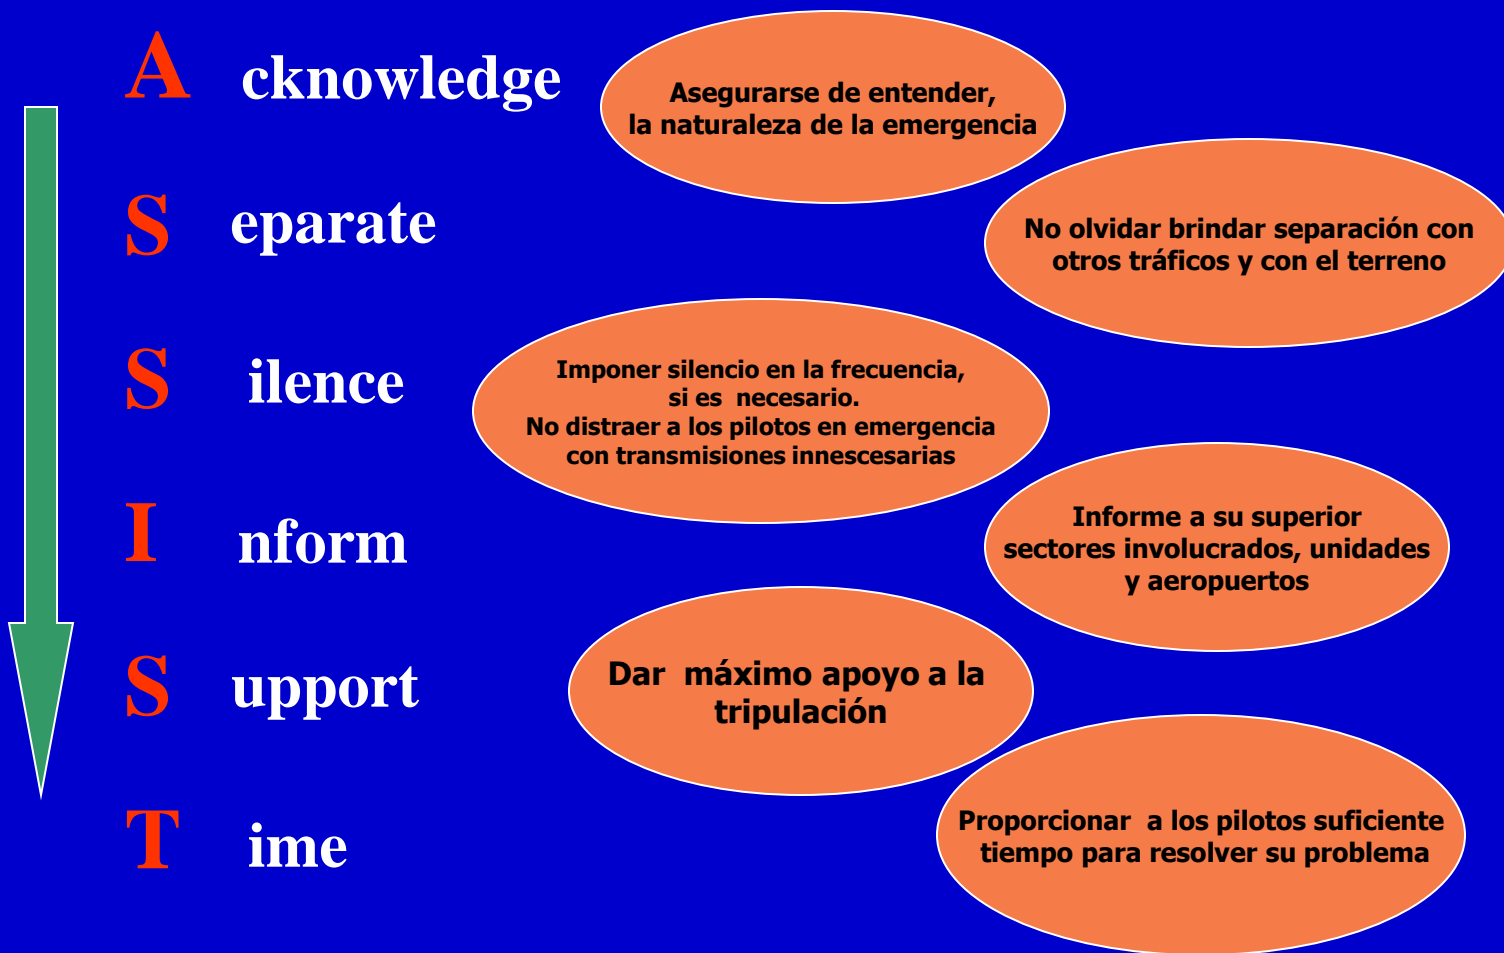 A cknowledge
Asegurarse de entender,
la naturaleza de la emergencia
S eparate
No olvidar brindar separación con
otros tráficos y con el terreno
S ilence
Imponer silencio en la frecuencia,
si es necesario.
No distraer a los pilotos en emergencia
con transmisiones innescesarias
I nform
Informe a su superior
sectores involucrados, unidades
y aeropuertos
S upport
Dar máximo apoyo a la
tripulación
T ime
Proporcionar a los pilotos suficiente
tiempo para resolver su problema